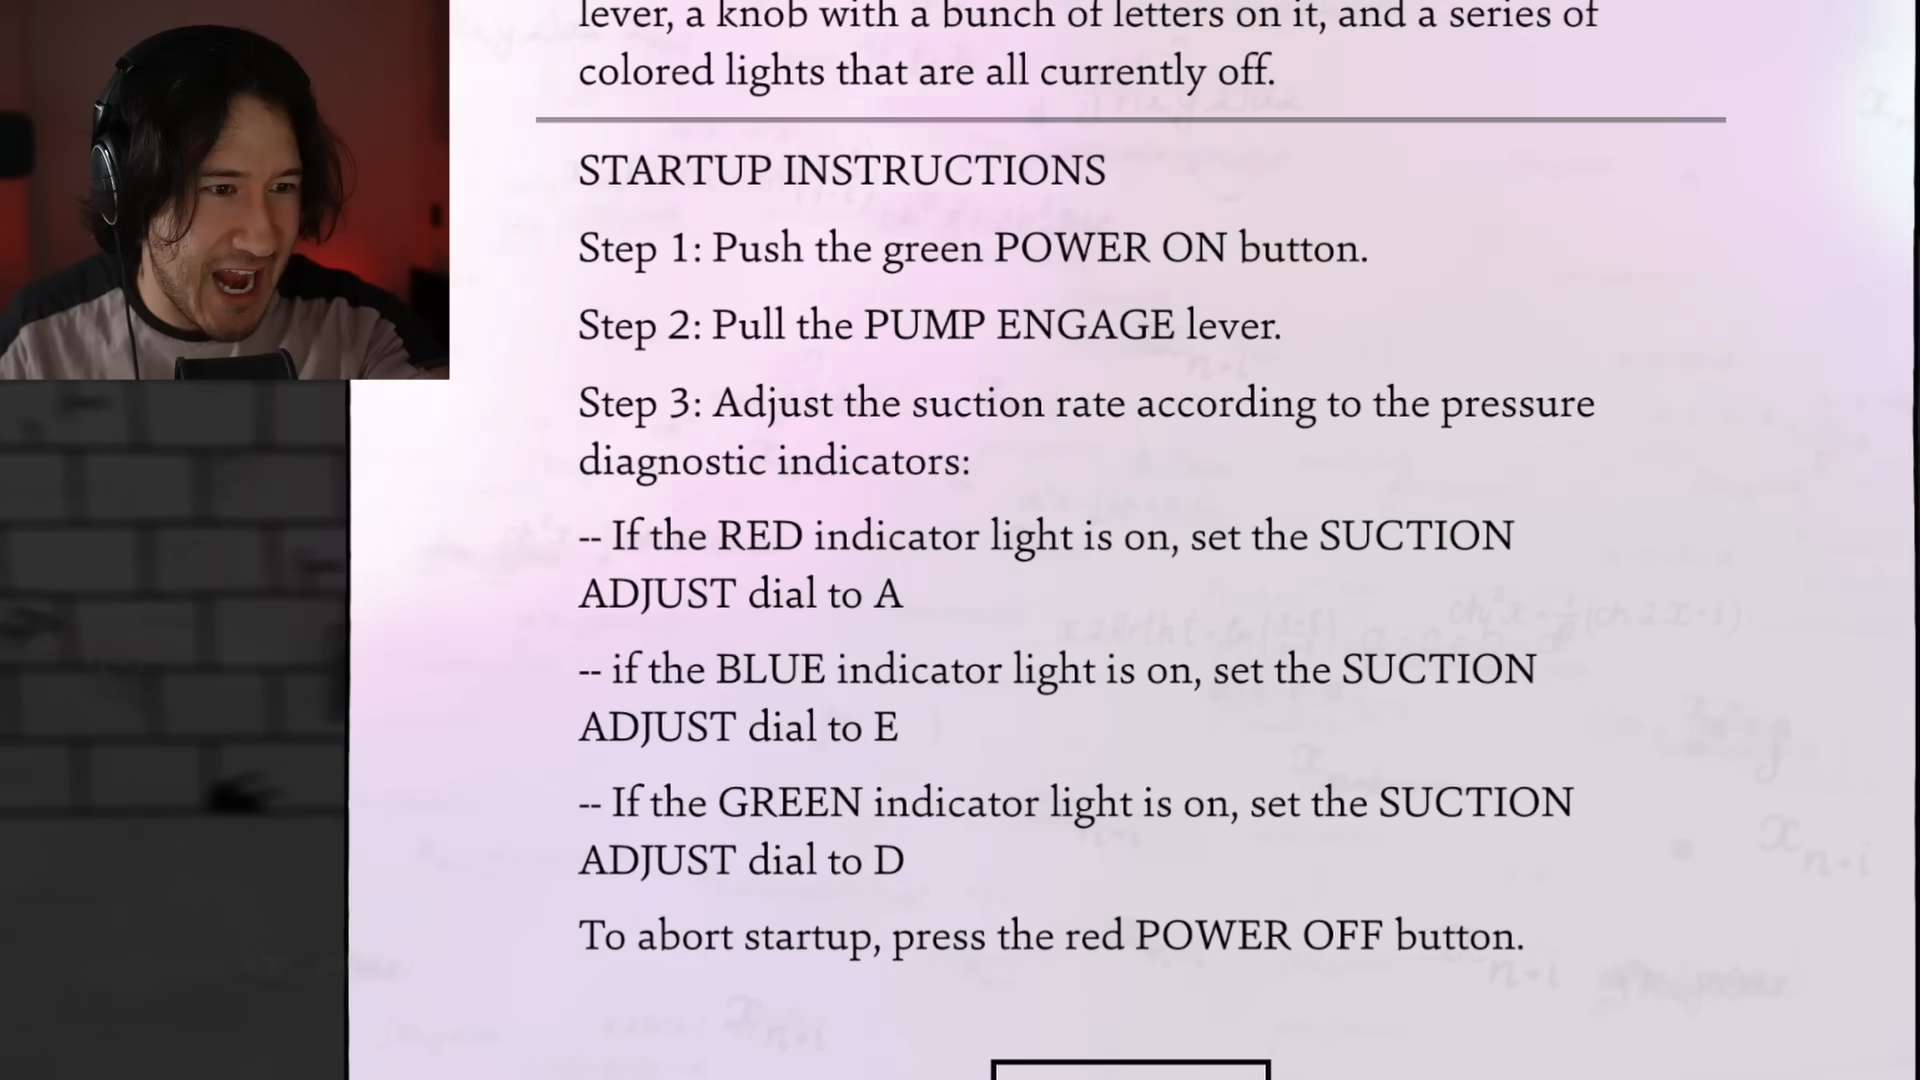 lever, a knob with a bunch of letters on it, and a series of
colored lights that are all currently off.
STARTUP INSTRUCTIONS
Step 1: Push the green POWER ON button.
Step 2: Pull the PUMP ENGAGE lever.
Step 3: Adjust the suction rate according to the pressure
diagnostic indicators:
-- If the RED indicator light is on, set the SUCTION
ADJUST dial to A
-- if the BLUE indicator light is on, set the SUCTION
ADJUST dial to E
-- If the GREEN indicator light is on, set the SUCTION
ADJUST dial to D
To abort startup, press the red POWER OFF button.